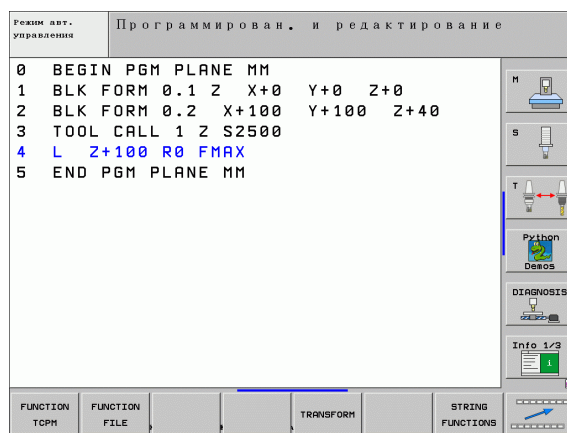 Режим авт.
управления
Программирован. и редактирование
0 BEGIN PGM PLANE MM
1 BLK FORM 0.1 Z X+0 Y+0 Z+0
2 BLK FORM 0.2 X+100 Y+100 Z+40
3 TOOL CALL 1 Z S2500
4 L Z+100 R0 FMAX
5 END PGM PLANE MM
M
S
T
Python
Demos
DIAGNOSIS
Info 1/3
i
FUNCTION
TCPM
FUNCTION
FILE
TRANSFORM
STRING
FUNCTIONS